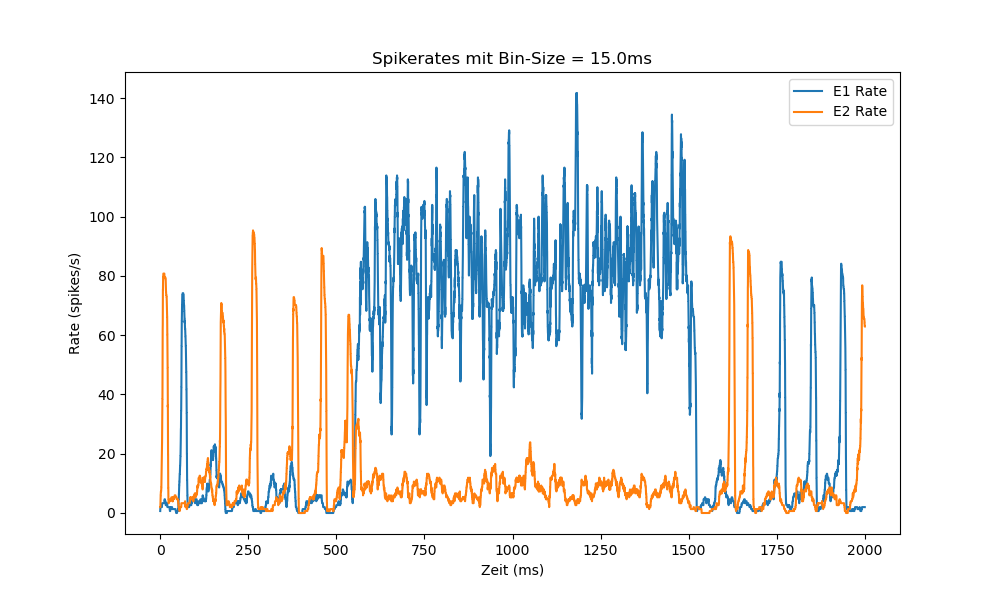 Spikerates mit Bin-Size = 15.0ms
E1 Rate
E2 Rate
Rate (spikes/s)
140
120
100
80
60
40
20
0
0 250 500 750 1000 1250 1500 1750 2000
Zeit (ms)